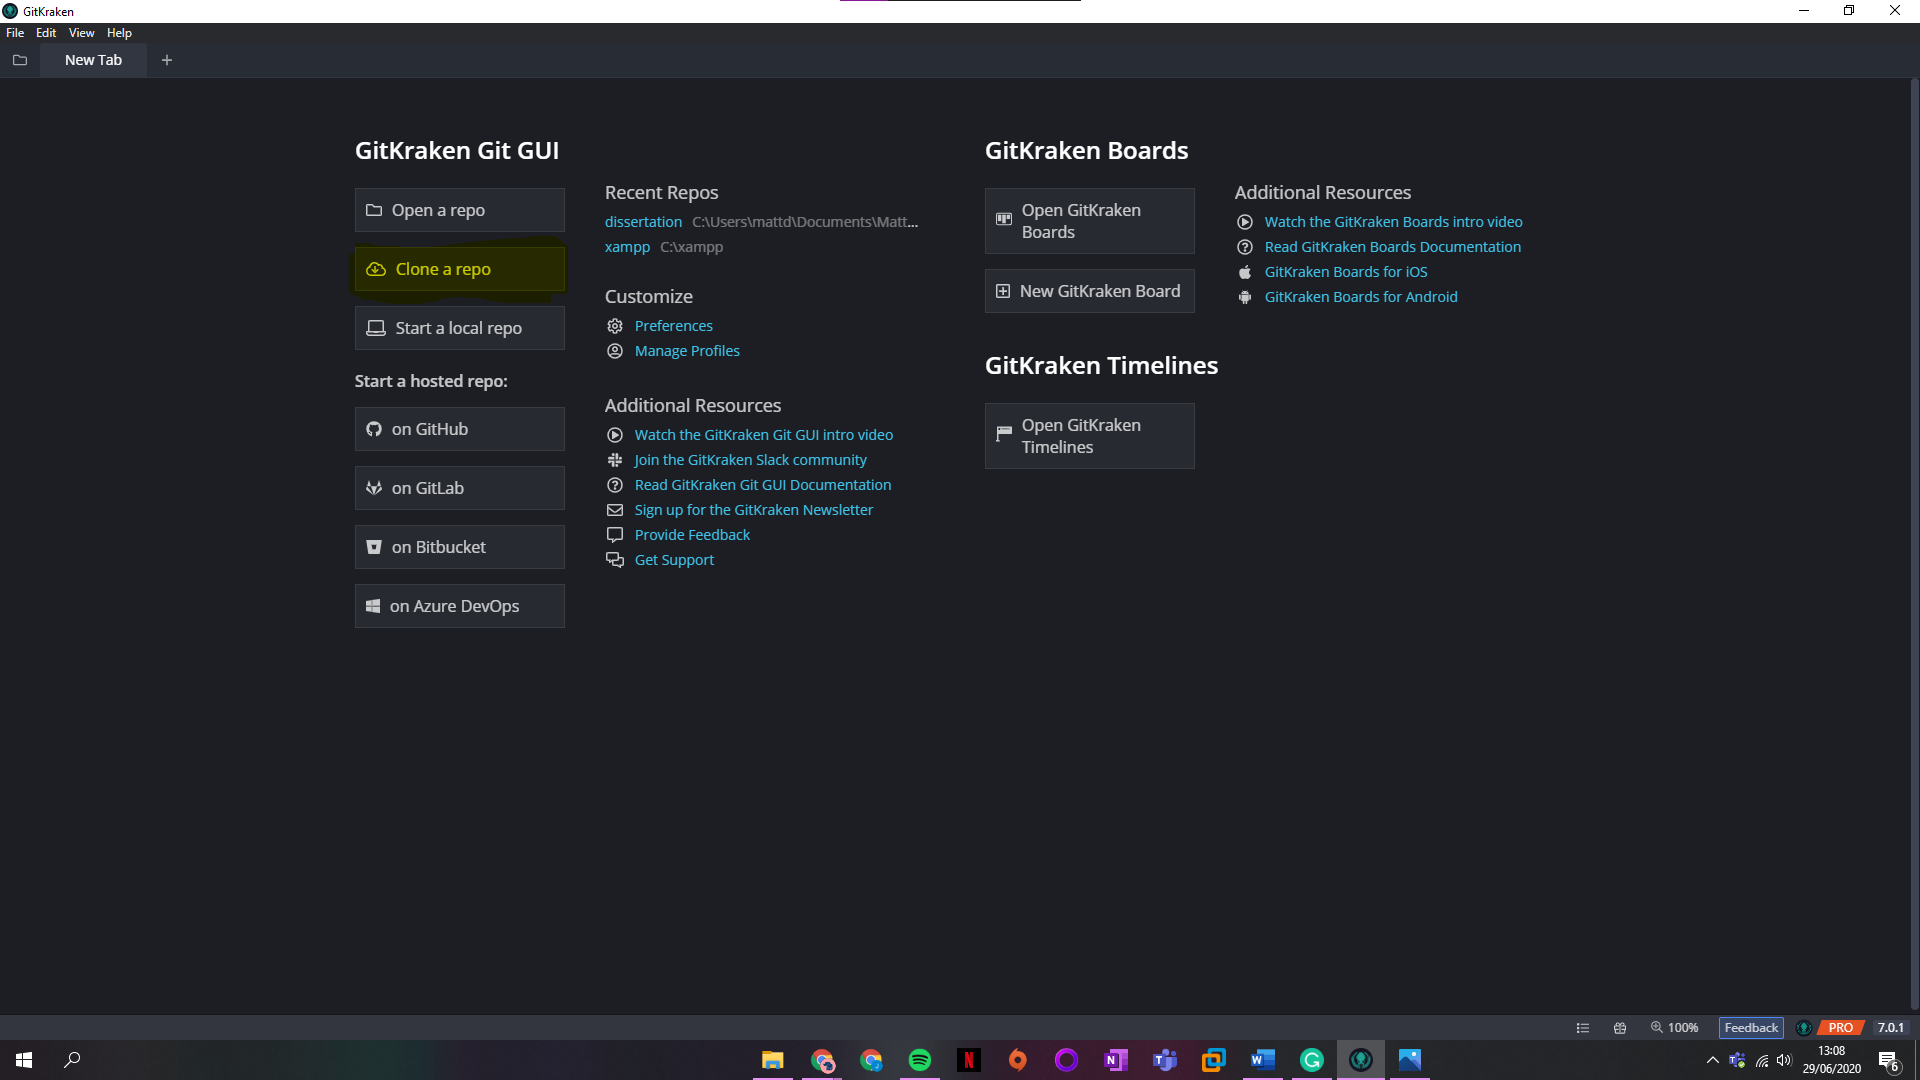 GitKraken
File Edit View Help
New Tab
GitKraken Git GUI
Open a repo
Clone a repo
Start a local repo
Start a hosted repo:
on GitHub
on GitLab
on Bitbucket
on Azure DevOps
Recent Repos
dissertation C:\Users\mattd\Documents\Matt...
xampp C:\xampp
Customize
Preferences
Manage Profiles
Additional Resources
Watch the GitKraken Git GUI intro video
Join the GitKraken Slack community
Read GitKraken Git GUI Documentation
Sign up for the GitKraken Newsletter
Provide Feedback
Get Support
GitKraken Boards
Open GitKraken
Boards
New GitKraken Board
Additional Resources
Watch the GitKraken Boards intro video
Read GitKraken Boards Documentation
GitKraken Boards for iOS
GitKraken Boards for Android
GitKraken Timelines
Open GitKraken
Timelines
100% Feedback PRO 7.0.1
13:08
29/06/2020
6